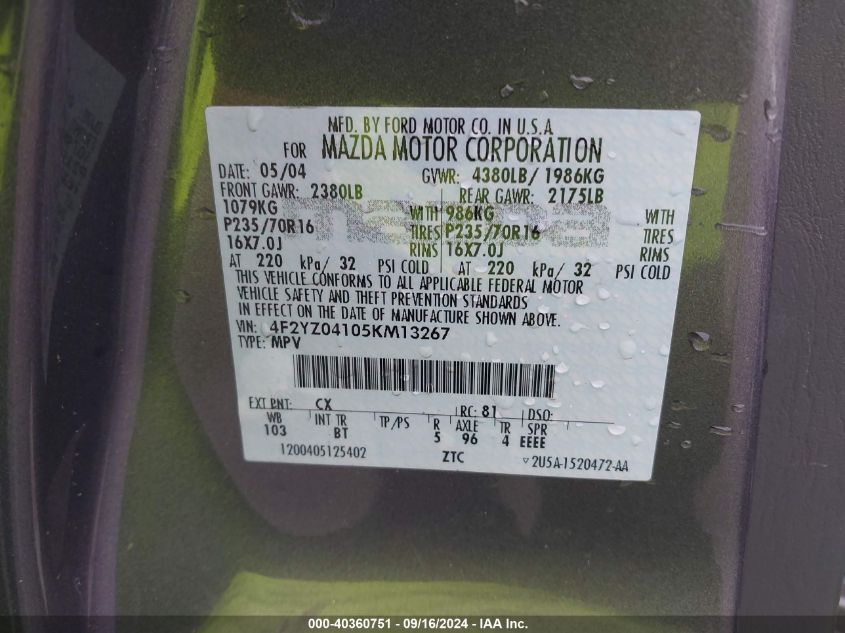 MFD. BY FORD MOTOR CO. IN U.S.A.
FOR MAZDA MOTOR CORPORATION
DATE: 05/04 GVWR: 4380LB/ 1986KG
FRONT GAWR: 2380LB REAR GAWR: 2175LB
1079KG WITH 986KG WITH
P235/70R16 TIRES P235/70R16 TIRES
16X7.0J RIMS 16X7.0J RIMS
AT 220 kPa/ 32 PSI COLD AT 220 kPa/ 32 PSI COLD
THIS VEHICLE CONFORMS TO ALL APPLICABLE FEDERAL MOTOR
VEHICLE SAFETY AND THEFT PREVENTION STANDARDS
IN EFFECT ON THE DATE OF MANUFACTURE SHOWN ABOVE.
VIN: 4F2YZ04105KM13267
TYPE: MPV
EXT PNT: CX RC: 81 DSO:
WB INT TR TP/PS R AXLE TR SPR
103 BT 5 96 4 EEEE
1200405125402 ZTC 2U5A-1520472-AA
000-40360751 - 09/16/2024 - IAA Inc.